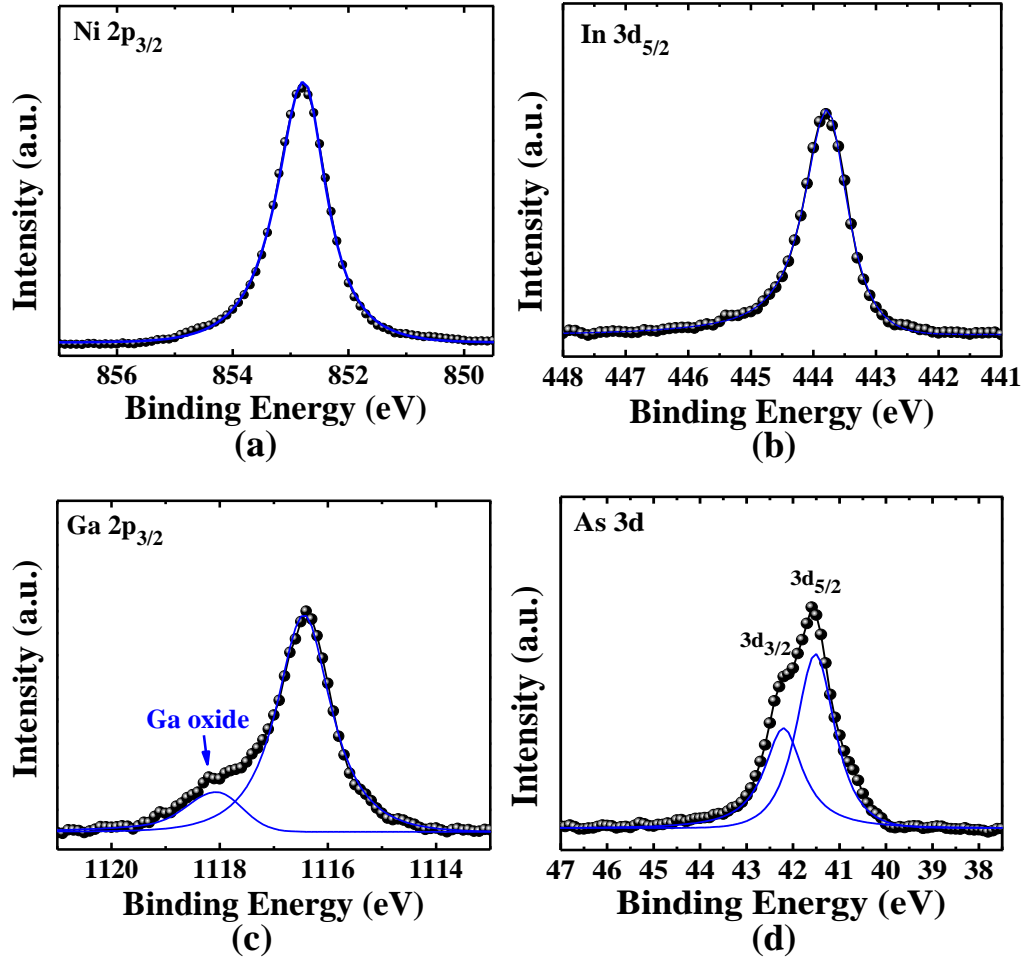 Ni 2p3/2
Intensity (a.u.)
856 854 852 850
Binding Energy (eV)
(a)
In 3d5/2
Intensity (a.u.)
448 447 446 445 444 443 442 441
Binding Energy (eV)
(b)
Ga 2p3/2
Ga oxide
Intensity (a.u.)
1120 1118 1116 1114
Binding Energy (eV)
(c)
As 3d
3d5/2
3d3/2
Intensity (a.u.)
47 46 45 44 43 42 41 40 39 38
Binding Energy (eV)
(d)